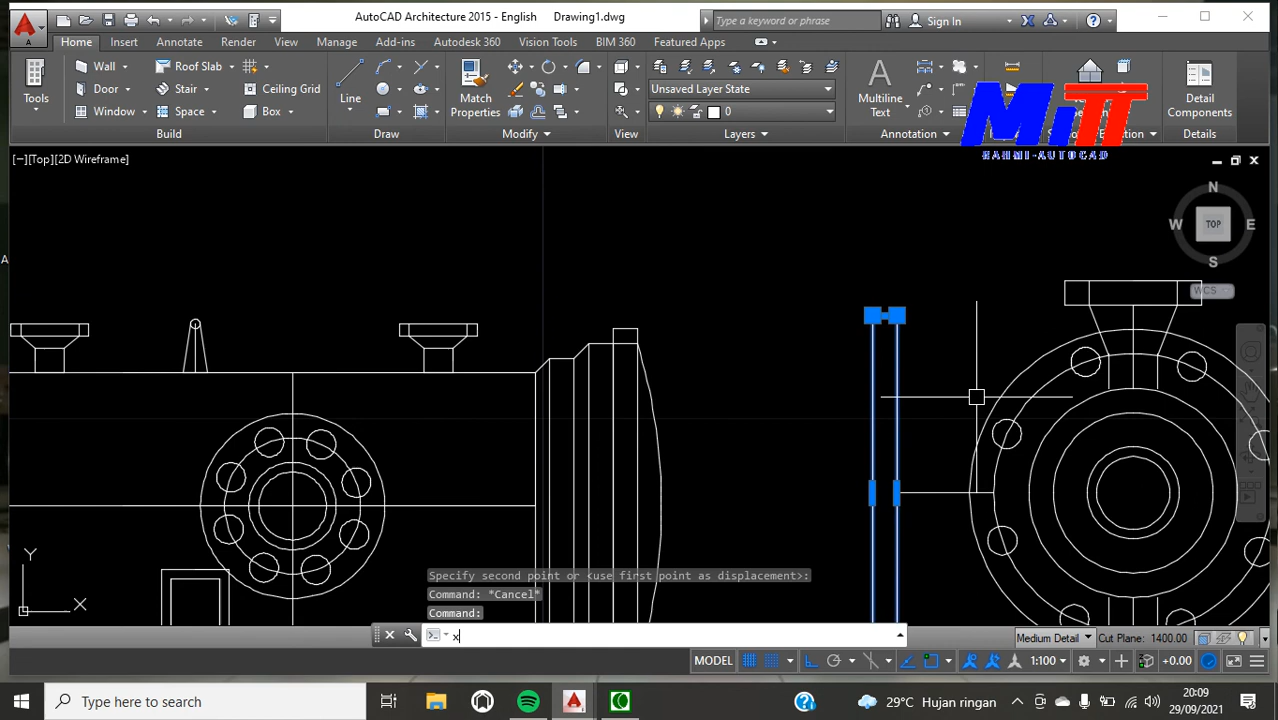 AutoCAD Architecture 2015 - English Drawing1.dwg
Type a keyword or phrase
Sign In
Home Insert Annotate Render View Manage Add-ins Autodesk 360 Vision Tools BIM 360 Featured Apps
Tools
Wall
Door
Window
Roof Slab
Stair
Space
Ceiling Grid
Box
Build
Line
Draw
Match
Properties
Modify
View
Unsaved Layer State
0
Layers
Multiline
Text
Annotation
Detail
Components
Details
MiTT
HAHMI-AUTOCAD
[−][Top][2D Wireframe]
N
W TOP E
S
WCS
A
Y
X
Specify second point or <use first point as displacement>:
Command: *Cancel*
Command:
x
Medium Detail Cut Plane: 1400.00
MODEL 1:100 +0.00
Type here to search
29°C Hujan ringan
20:09
29/09/2021